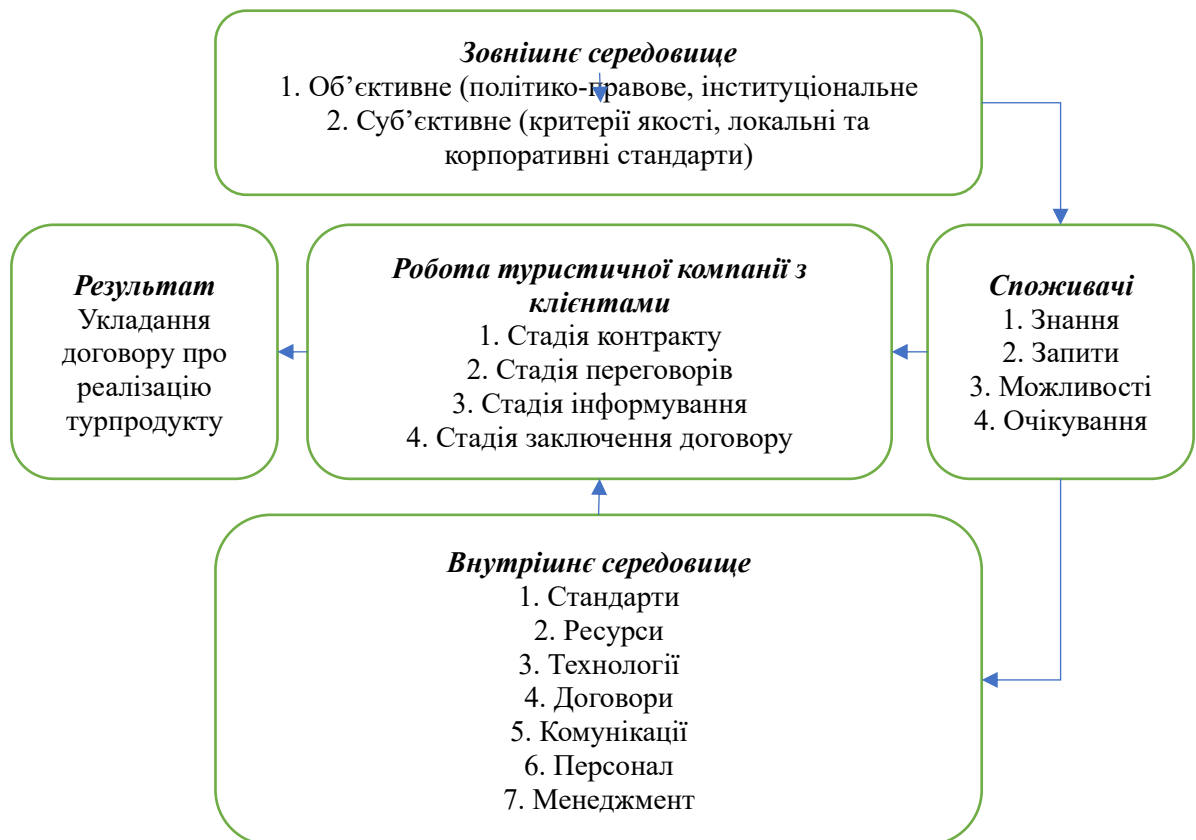 Зовнішнє середовище
1. Об’єктивне (політико-правове, інституціональне
2. Суб’єктивне (критерії якості, локальні та
корпоративні стандарти)
Результат
Укладання
договору про
реалізацію
турпродукту
Робота туристичної компанії з
клієнтами
1. Стадія контракту
2. Стадія переговорів
3. Стадія інформування
4. Стадія заключення договору
Споживачі
1. Знання
2. Запити
3. Можливості
4. Очікування
Внутрішнє середовище
1. Стандарти
2. Ресурси
3. Технології
4. Договори
5. Комунікації
6. Персонал
7. Менеджмент